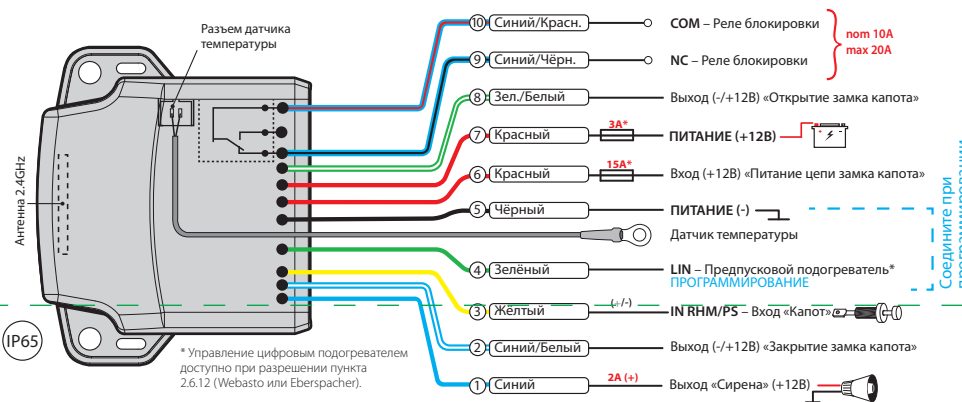 Разъем датчика
температуры
Антенна 2.4GHz
IP65
10 Синий/Красн.
COM – Реле блокировки
nom 10A
max 20A
9 Синий/Чёрн.
NC – Реле блокировки
8 Зел./Белый
Выход (-/+12В) «Открытие замка капота»
7 Красный
3A*
ПИТАНИЕ (+12В)
6 Красный
15A*
Вход (+12В) «Питание цепи замка капота»
5 Чёрный
ПИТАНИЕ (-)
Датчик температуры
4 Зелёный
LIN – Предпусковой подогреватель*
ПРОГРАММИРОВАНИЕ
Соедините при
программировании
3 Жёлтый
(+/-)
IN RHM/PS – Вход «Капот»
2 Синий/Белый
Выход (-/+12В) «Закрытие замка капота»
1 Синий
2A (+)
Выход «Сирена» (+12В)
* Управление цифровым подогревателем
доступно при разрешении пункта
2.6.12 (Webasto или Eberspacher).